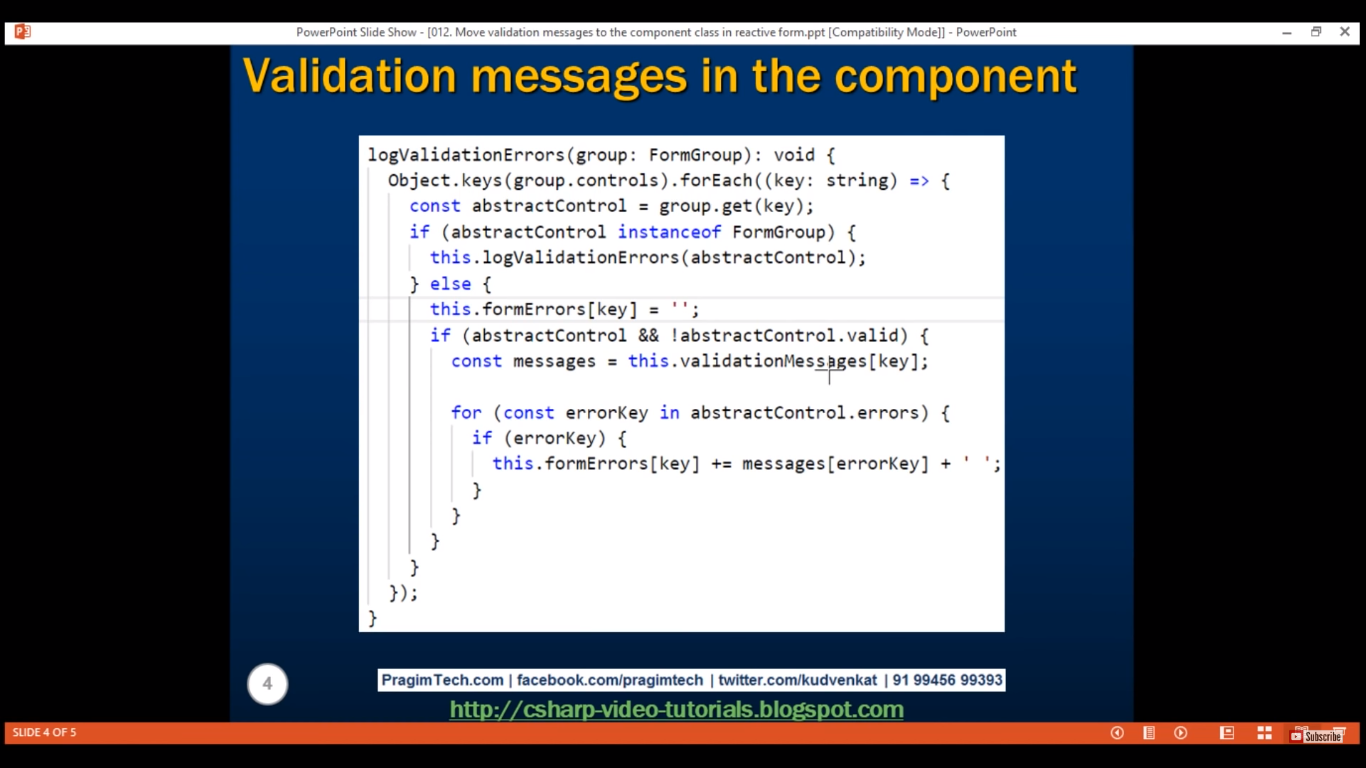 PowerPoint Slide Show - [012. Move validation messages to the component class in reactive form.ppt [Compatibility Mode]] - PowerPoint
Validation messages in the component
logValidationErrors(group: FormGroup): void {
Object.keys(group.controls).forEach((key: string) => {
const abstractControl = group.get(key);
if (abstractControl instanceof FormGroup) {
this.logValidationErrors(abstractControl);
} else {
this.formErrors[key] = '';
if (abstractControl && !abstractControl.valid) {
const messages = this.validationMessages[key];
for (const errorKey in abstractControl.errors) {
if (errorKey) {
this.formErrors[key] += messages[errorKey] + ' ';
}
}
}
}
});
}
4
PragimTech.com | facebook.com/pragimtech | twitter.com/kudvenkat | 91 99456 99393
http://csharp-video-tutorials.blogspot.com
SLIDE 4 OF 5
Subscribe